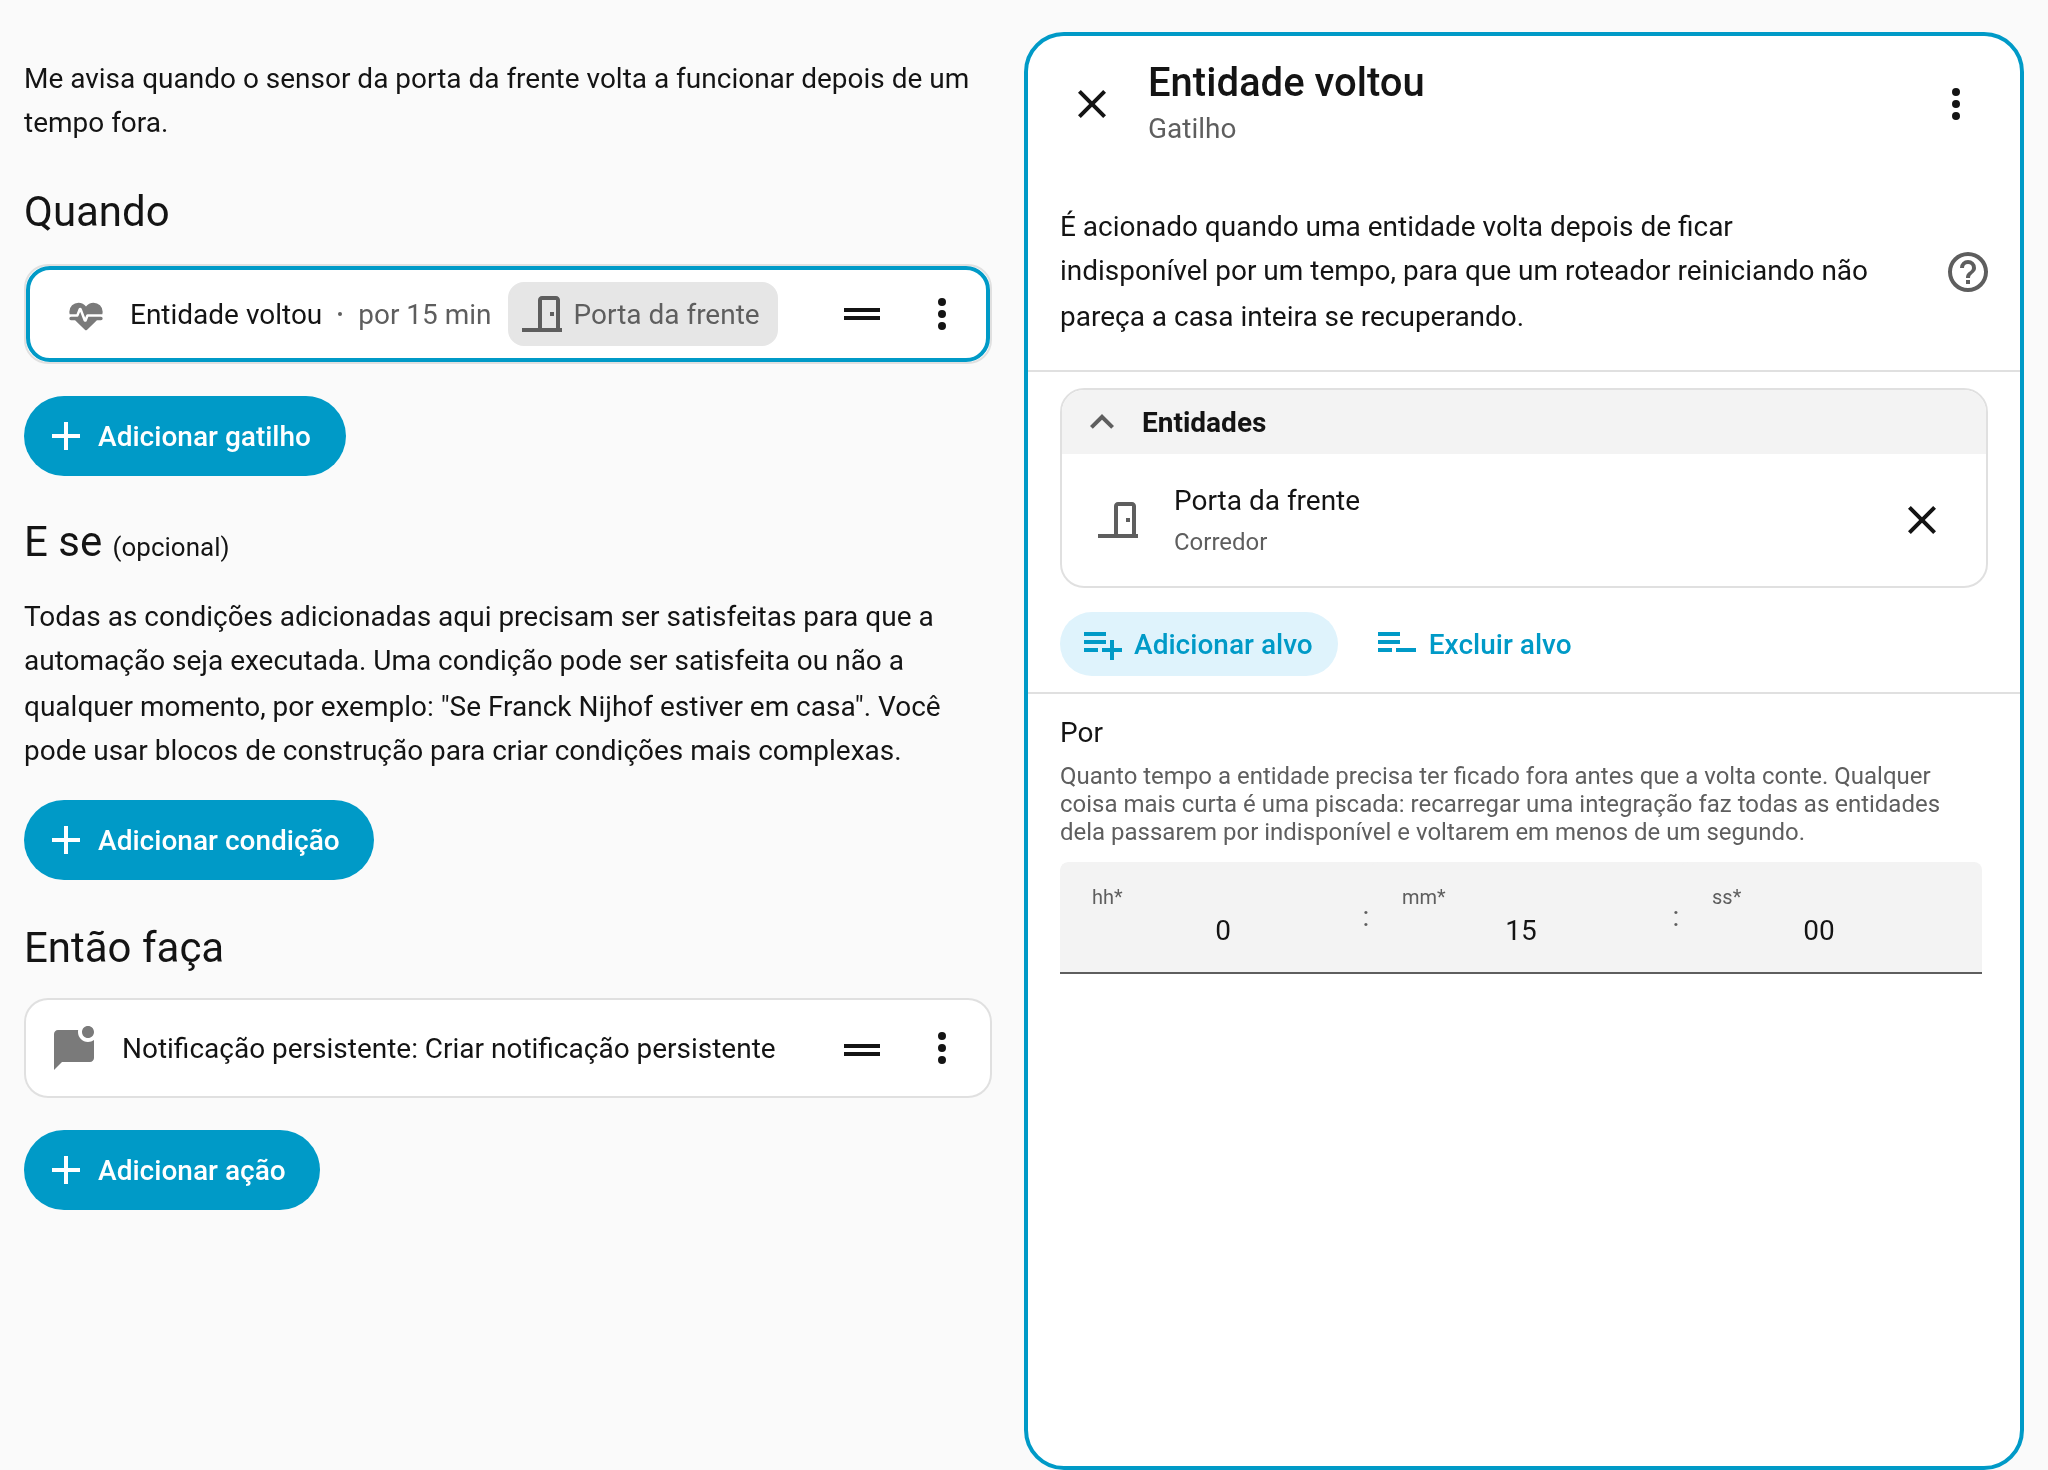 Me avisa quando o sensor da porta da frente volta a funcionar depois de um
tempo fora.
Quando
Entidade voltou · por 15 min Porta da frente
Adicionar gatilho
E se (opcional)
Todas as condições adicionadas aqui precisam ser satisfeitas para que a
automação seja executada. Uma condição pode ser satisfeita ou não a
qualquer momento, por exemplo: "Se Franck Nijhof estiver em casa". Você
pode usar blocos de construção para criar condições mais complexas.
Adicionar condição
Então faça
Notificação persistente: Criar notificação persistente
Adicionar ação
Entidade voltou
Gatilho
É acionado quando uma entidade volta depois de ficar
indisponível por um tempo, para que um roteador reiniciando não
pareça a casa inteira se recuperando.
Entidades
Porta da frente
Corredor
Adicionar alvo
Excluir alvo
Por
Quanto tempo a entidade precisa ter ficado fora antes que a volta conte. Qualquer
coisa mais curta é uma piscada: recarregar uma integração faz todas as entidades
dela passarem por indisponível e voltarem em menos de um segundo.
hh* mm* ss*
0 : 15 : 00